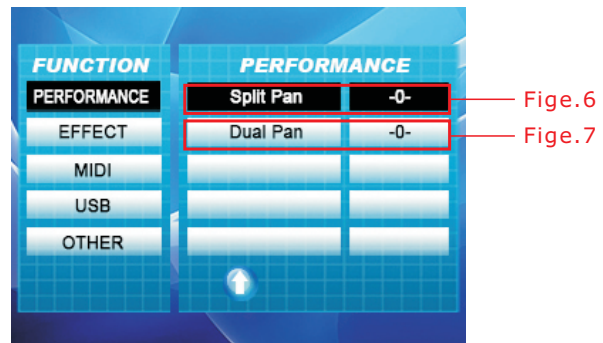 FUNCTION PERFORMANCE
PERFORMANCE Split Pan -0- Fige.6
EFFECT Dual Pan -0- Fige.7
MIDI
USB
OTHER